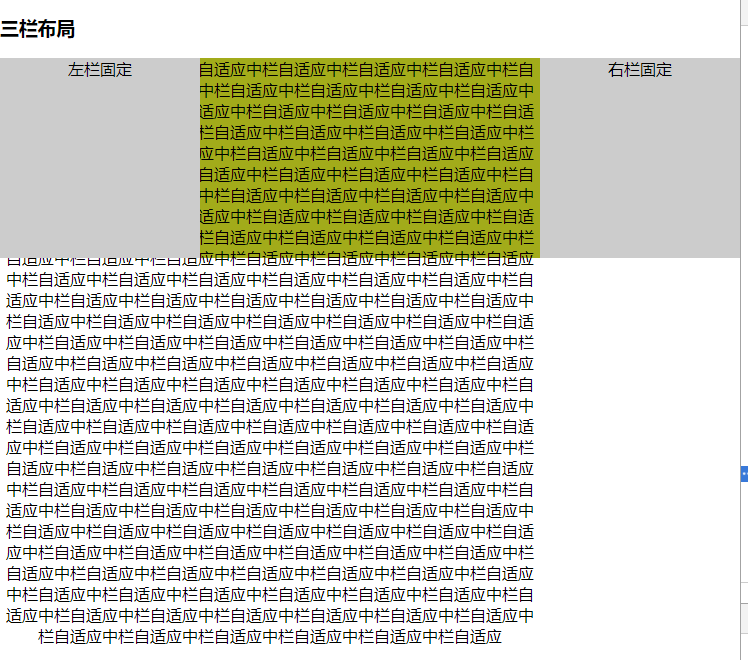 三栏布局
左栏固定
自适应中栏自适应中栏自适应中栏自适应中栏自
中栏自适应中栏自适应中栏自适应中栏自适应中
适应中栏自适应中栏自适应中栏自适应中栏自适
栏自适应中栏自适应中栏自适应中栏自适应中栏
应中栏自适应中栏自适应中栏自适应中栏自适应
自适应中栏自适应中栏自适应中栏自适应中栏自
中栏自适应中栏自适应中栏自适应中栏自适应中
适应中栏自适应中栏自适应中栏自适应中栏自适
栏自适应中栏自适应中栏自适应中栏自适应中栏
自适应中栏自适应中栏自适应中栏自适应中栏自适应中栏自适应中栏自适应
中栏自适应中栏自适应中栏自适应中栏自适应中栏自适应中栏自适应中栏自
适应中栏自适应中栏自适应中栏自适应中栏自适应中栏自适应中栏自适应中
栏自适应中栏自适应中栏自适应中栏自适应中栏自适应中栏自适应中栏自适
应中栏自适应中栏自适应中栏自适应中栏自适应中栏自适应中栏自适应中栏
自适应中栏自适应中栏自适应中栏自适应中栏自适应中栏自适应中栏自适应
中栏自适应中栏自适应中栏自适应中栏自适应中栏自适应中栏自适应中栏自
适应中栏自适应中栏自适应中栏自适应中栏自适应中栏自适应中栏自适应中
栏自适应中栏自适应中栏自适应中栏自适应中栏自适应中栏自适应中栏自适
应中栏自适应中栏自适应中栏自适应中栏自适应中栏自适应中栏自适应中栏
自适应中栏自适应中栏自适应中栏自适应中栏自适应中栏自适应中栏自适应
中栏自适应中栏自适应中栏自适应中栏自适应中栏自适应中栏自适应中栏自
适应中栏自适应中栏自适应中栏自适应中栏自适应中栏自适应中栏自适应中
栏自适应中栏自适应中栏自适应中栏自适应中栏自适应中栏自适应中栏自适
应中栏自适应中栏自适应中栏自适应中栏自适应中栏自适应中栏自适应中栏
自适应中栏自适应中栏自适应中栏自适应中栏自适应中栏自适应中栏自适应
中栏自适应中栏自适应中栏自适应中栏自适应中栏自适应中栏自适应中栏自
适应中栏自适应中栏自适应中栏自适应中栏自适应中栏自适应中栏自适应中
栏自适应中栏自适应中栏自适应中栏自适应中栏自适应
右栏固定